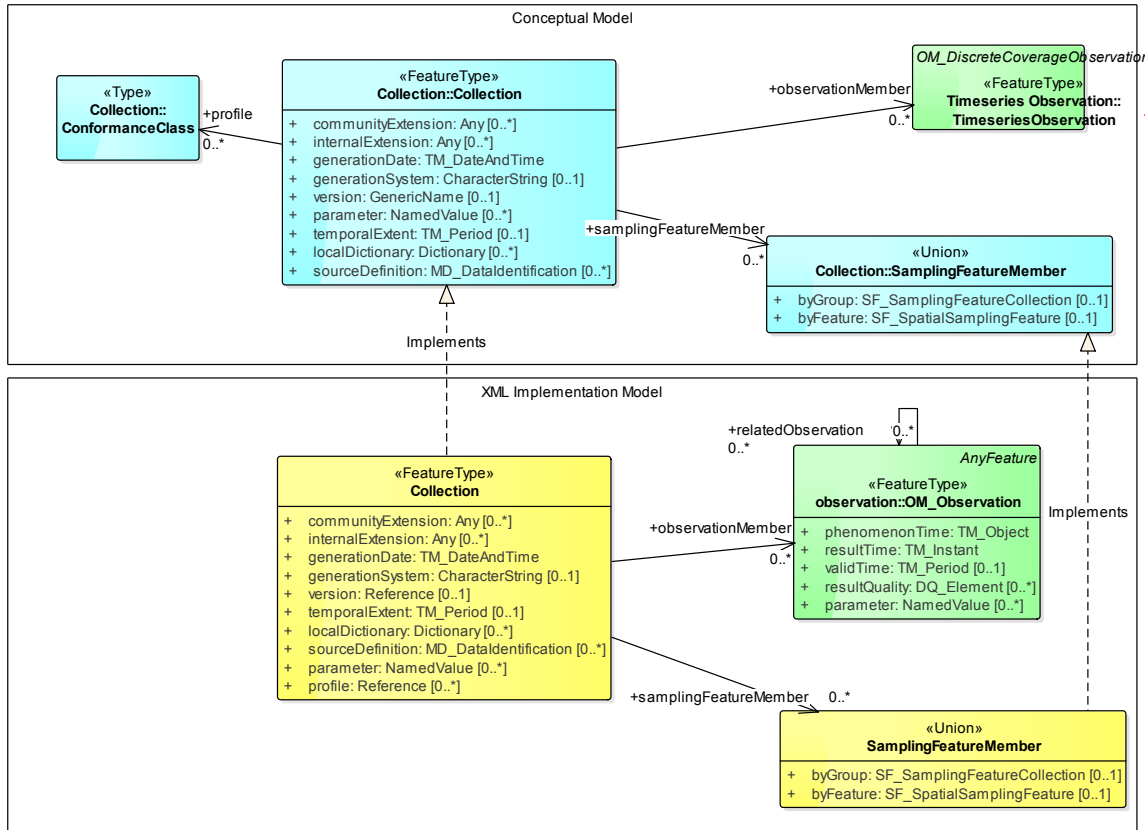 Conceptual Model
«Type»
Collection::
ConformanceClass
+profile
0..*
«FeatureType»
Collection::Collection
+ communityExtension: Any [0..*]
+ internalExtension: Any [0..*]
+ generationDate: TM_DateAndTime
+ generationSystem: CharacterString [0..1]
+ version: GenericName [0..1]
+ parameter: NamedValue [0..*]
+ temporalExtent: TM_Period [0..1]
+ localDictionary: Dictionary [0..*]
+ sourceDefinition: MD_DataIdentification [0..*]
+observationMember
0..*
OM_DiscreteCoverageObservation
«FeatureType»
Timeseries Observation::
TimeseriesObservation
+samplingFeatureMember
0..*
«Union»
Collection::SamplingFeatureMember
+ byGroup: SF_SamplingFeatureCollection [0..1]
+ byFeature: SF_SpatialSamplingFeature [0..1]
Implements
XML Implementation Model
«FeatureType»
Collection
+ communityExtension: Any [0..*]
+ internalExtension: Any [0..*]
+ generationDate: TM_DateAndTime
+ generationSystem: CharacterString [0..1]
+ version: Reference [0..1]
+ temporalExtent: TM_Period [0..1]
+ localDictionary: Dictionary [0..*]
+ sourceDefinition: MD_DataIdentification [0..*]
+ parameter: NamedValue [0..*]
+ profile: Reference [0..*]
+relatedObservation
0..*
0..*
+observationMember
0..*
AnyFeature
«FeatureType»
observation::OM_Observation
+ phenomenonTime: TM_Object
+ resultTime: TM_Instant
+ validTime: TM_Period [0..1]
+ resultQuality: DQ_Element [0..*]
+ parameter: NamedValue [0..*]
Implements
+samplingFeatureMember
0..*
«Union»
SamplingFeatureMember
+ byGroup: SF_SamplingFeatureCollection [0..1]
+ byFeature: SF_SpatialSamplingFeature [0..1]